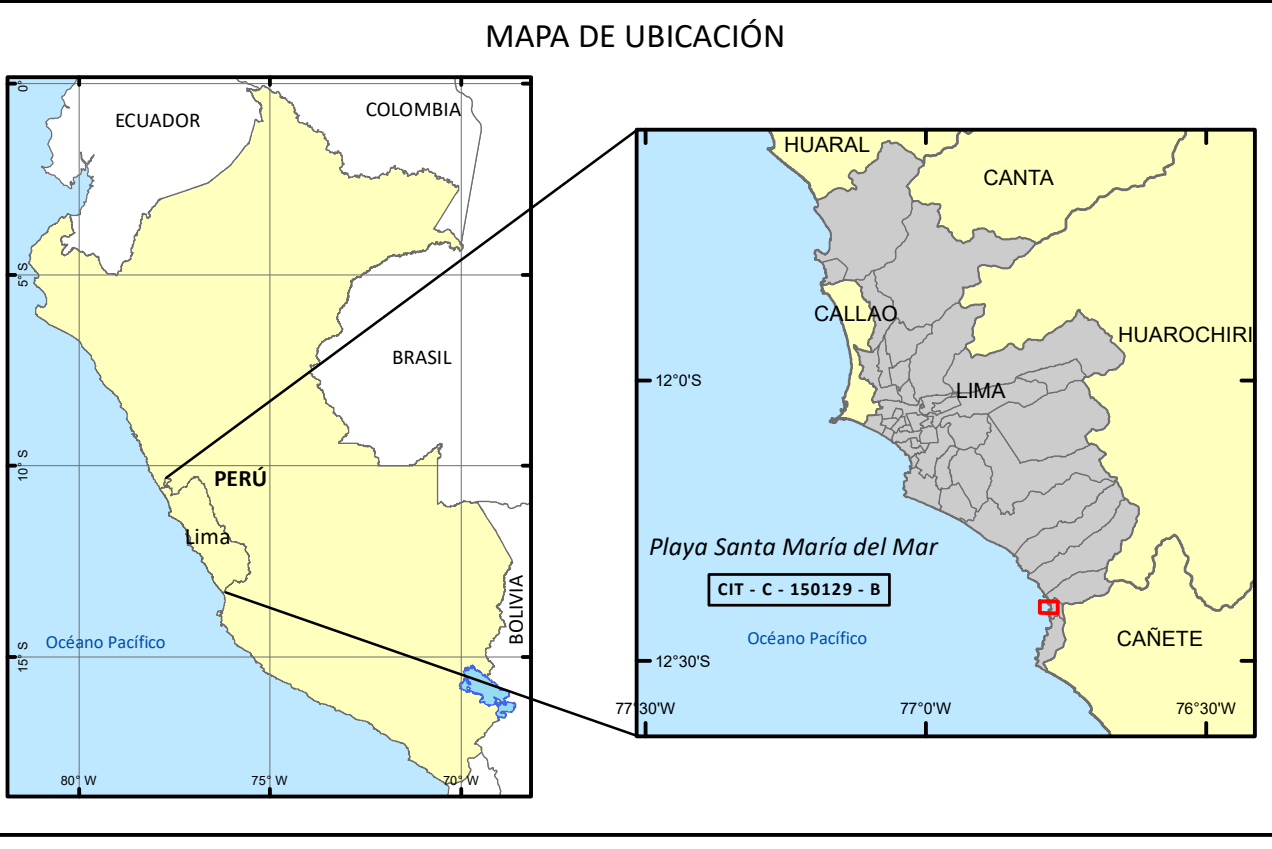 MAPA DE UBICACIÓN
0°
ECUADOR
COLOMBIA
5° S
BRASIL
10° S
PERÚ
Lima
BOLIVIA
Océano Pacífico
15° S
80° W
75° W
70° W
HUARAL
CANTA
CALLAO
HUAROCHIRI
12°0'S
LIMA
Playa Santa María del Mar
CIT - C - 150129 - B
Océano Pacífico
CAÑETE
12°30'S
77°30'W
77°0'W
76°30'W